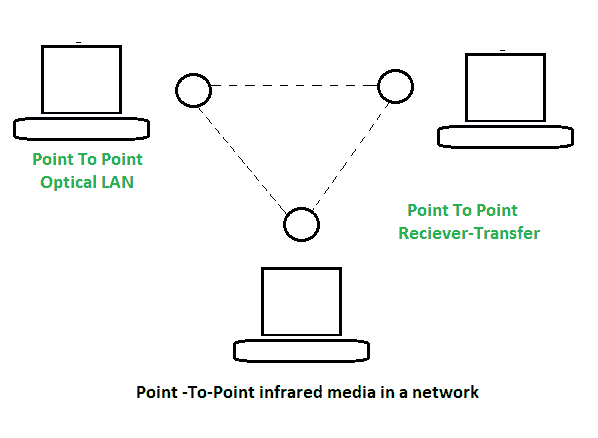 Point To Point
Optical LAN
Point To Point
Reciever-Transfer
Point -To-Point infrared media in a network